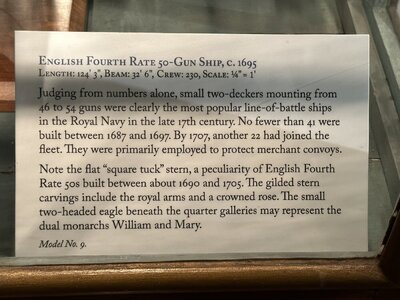 English Fourth Rate 50-Gun Ship, c. 1695
Length: 124' 3", Beam: 32' 6", Crew: 230, Scale: ¼" = 1'
Judging from numbers alone, small two-deckers mounting from
46 to 54 guns were clearly the most popular line-of-battle ships
in the Royal Navy in the late 17th century. No fewer than 41 were
built between 1687 and 1697. By 1707, another 22 had joined the
fleet. They were primarily employed to protect merchant convoys.
Note the flat “square tuck” stern, a peculiarity of English Fourth
Rate 50s built between about 1690 and 1705. The gilded stern
carvings include the royal arms and a crowned rose. The small
two-headed eagle beneath the quarter galleries may represent the
dual monarchs William and Mary.
Model No. 9.